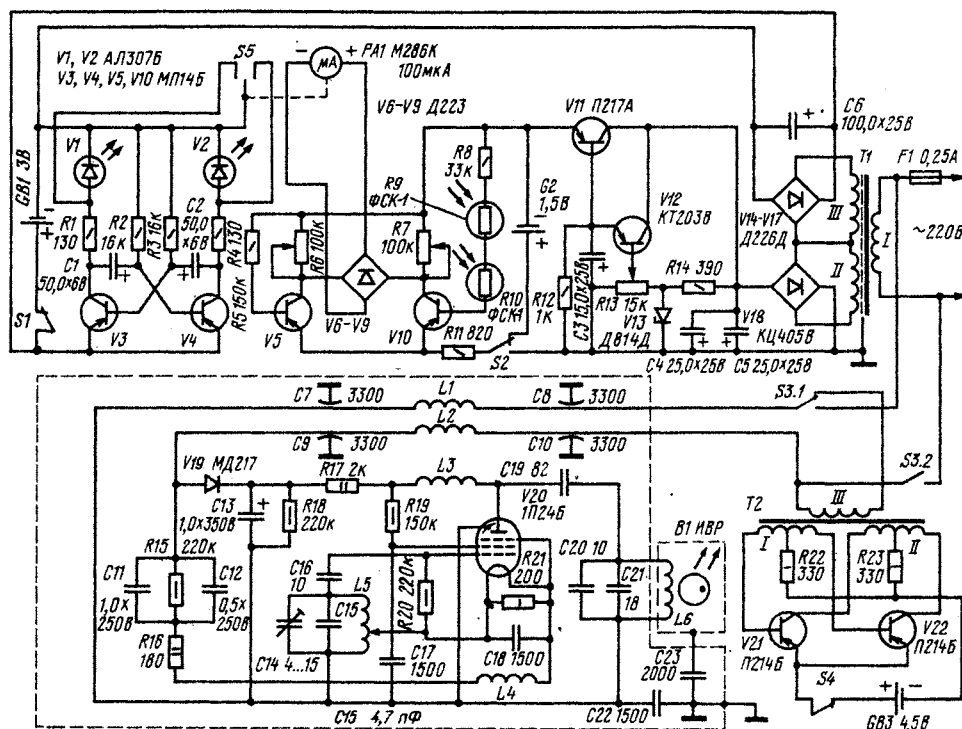 V1, V2 АЛ307Б
V3, V4, V5, V10 МП14Б
S5
− μA + PA1 М286К
100мкА
V6-V9 Д223
V11 П217А
C6
100,0×25В
T1
F1 0,25А
V1
V2
R8
33к
R9
ФСК-1
G2
1,5В
V12
КТ203В
III
V14-V17
Д226Д
I
~220В
GB1 3В
R1
130
R2
16к
R3 16к
C2
50,0
×6В
R4 130
R5 150к
R6 100к
R7
100к
C1
50,0×6В
R10
ФСК-1
R12
1к
C3 15,0×25В
R13
15к
R14 390
II
S1
V3
V4
V5
V6-V9
V10
R11 820
S2
V13
Д814Д
V18
КЦ405В
C4 25,0×25В
C5 25,0×25В
C7
3300
L1
C8
3300
S3.1
L2
C9
3300
C10
3300
V19 МД217
R17 2к
L3
C19 82
V20
1П24Б
S3.2
C13
1,0×350В
R18
220к
R19
150к
III
T2
I
II
R15
220к
C16
10
R21
200
C20 10
B1 ИВР
R22
330
R23
330
C11
1,0×
250В
C12
0,5×
250В
L5
C15
R20 220к
C21
18
L6
R16
180
C14 4...15
C17
1500
C18 1500
V21
П214Б
V22
П214Б
L4
C23
2000
S4
C15 4,7 пФ
C22 1500
+ −
GB3 4,5В